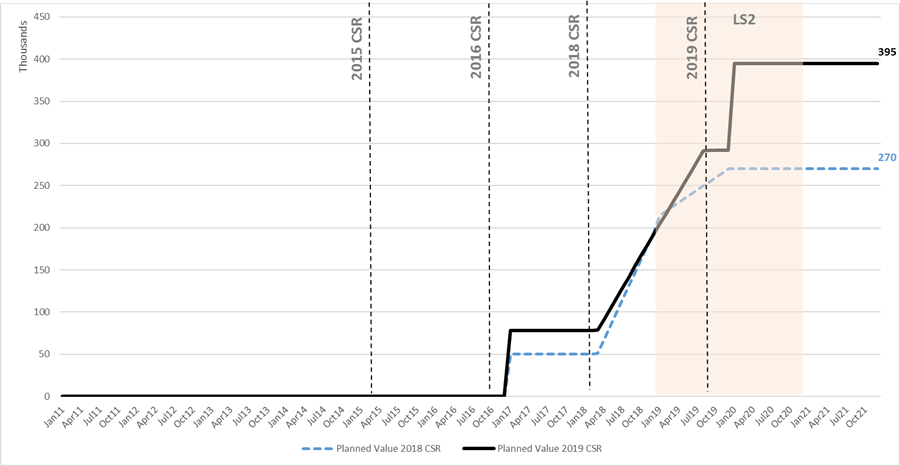 450
400
350
300
250
200
150
100
50
0
Thousands
2015 CSR
2016 CSR
2018 CSR
2019 CSR
LS2
395
270
Jan11 Apr11 Jul11 Oct11 Jan12 Apr12 Jul12 Oct12 Jan13 Apr13 Jul13 Oct13 Jan14 Apr14 Jul14 Oct14 Jan15 Apr15 Jul15 Oct15 Jan16 Apr16 Jul16 Oct16 Jan17 Apr17 Jul17 Oct17 Jan18 Apr18 Jul18 Oct18 Jan19 Apr19 Jul19 Oct19 Jan20 Apr20 Jul20 Oct20 Jan21 Apr21 Jul21 Oct21
Planned Value 2018 CSR Planned Value 2019 CSR